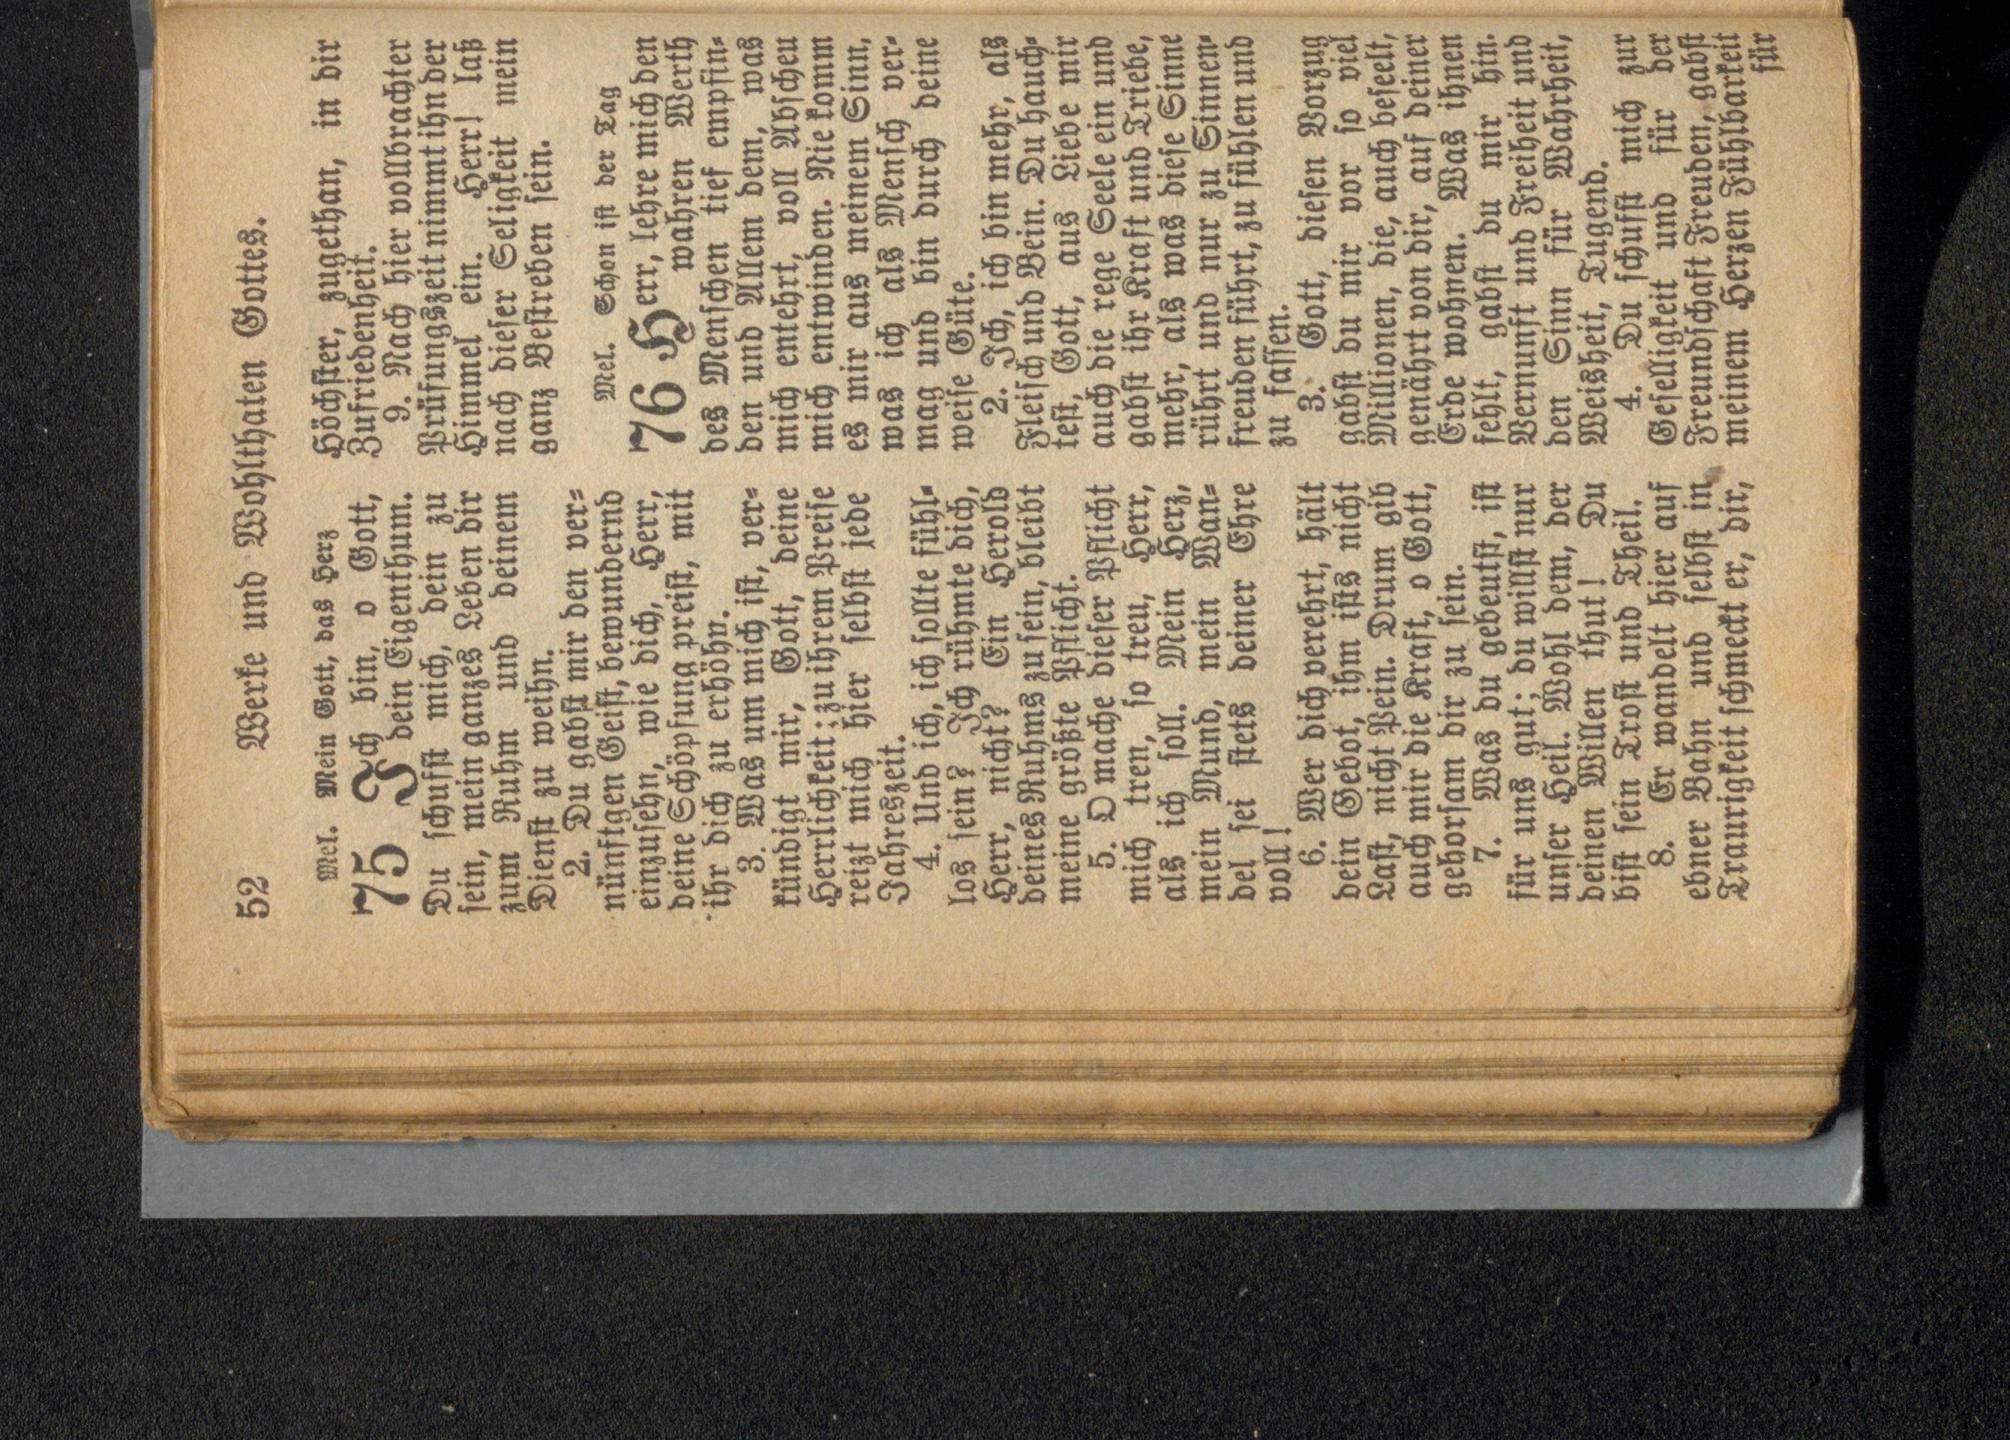 52 Werke und Wohlthaten Gottes.
Mel. Mein Gott, das Herz
75 Ich bin, o Gott,
dein Eigenthum.
Du schufst mich, dein zu
sein, mein ganzes Leben dir
zum Ruhm und deinem
Dienst zu weihn.
2. Du gabst mir den ver-
nünftgen Geist, bewundernd
einzusehn, wie dich, Herr,
deine Schöpfung preist, mit
ihr dich zu erhöhn.
3. Was um mich ist, ver-
kündigt mir, Gott, deine
Herrlichkeit; zu ihrem Preise
reizt mich hier selbst jede
Jahreszeit.
4. Und ich, ich sollte fühl-
los sein? Ich rühmte dich,
Herr, nicht? Ein Herold
deines Ruhms zu sein, bleibt
meine größte Pflicht.
5. O mache dieser Pflicht
mich tren, so treu, Herr,
als ich soll. Mein Herz,
mein Mund, mein Wan-
del sei stets deiner Ehre
voll!
6. Wer dich verehrt, hält
dein Gebot, ihm ists nicht
Last, nicht Pein. Drum gib
auch mir die Kraft, o Gott,
gehorsam dir zu sein.
7. Was du gebeutst, ist
für uns gut; du willst nur
unser Heil. Wohl dem, der
deinen Willen thut! Du
bist sein Trost und Theil.
8. Er wandelt hier auf
ebner Bahn und selbst in
Traurigkeit schmeckt er, dir,
Höchster, zugethan, in dir
Zufriedenheit.
9. Nach hier vollbrachter
Prüfungszeit nimmt ihn der
Himmel ein. Herr! laß
nach dieser Seligkeit mein
ganz Bestreben sein.
Mel. Schon ist der Tag
76 Herr, lehre mich den
wahren Werth
des Menschen tief empfin-
den und Allem dem, was
mich entehrt, voll Abscheu
mich entwinden. Nie komm
es mir aus meinem Sinn,
was ich als Mensch ver-
mag und bin durch deine
weise Güte.
2. Ich, ich bin mehr, als
Fleisch und Bein. Du hauch-
test, Gott, aus Liebe mir
auch die rege Seele ein und
gabst ihr Kraft und Triebe,
mehr, als was diese Sinne
rührt und nur zu Sinnen-
freuden führt, zu fühlen und
zu fassen.
3. Gott, diesen Vorzug
gabst du mir vor so viel
Millionen, die, auch beseelt,
genährt von dir, auf deiner
Erde wohnen. Was ihnen
fehlt, gabst du mir hin.
Vernunft und Freiheit und
den Sinn für Wahrheit,
Weisheit, Tugend.
4. Du schufst mich zur
Geselligkeit und für der
Freundschaft Freuden, gabst
meinem Herzen Fühlbarkeit
für